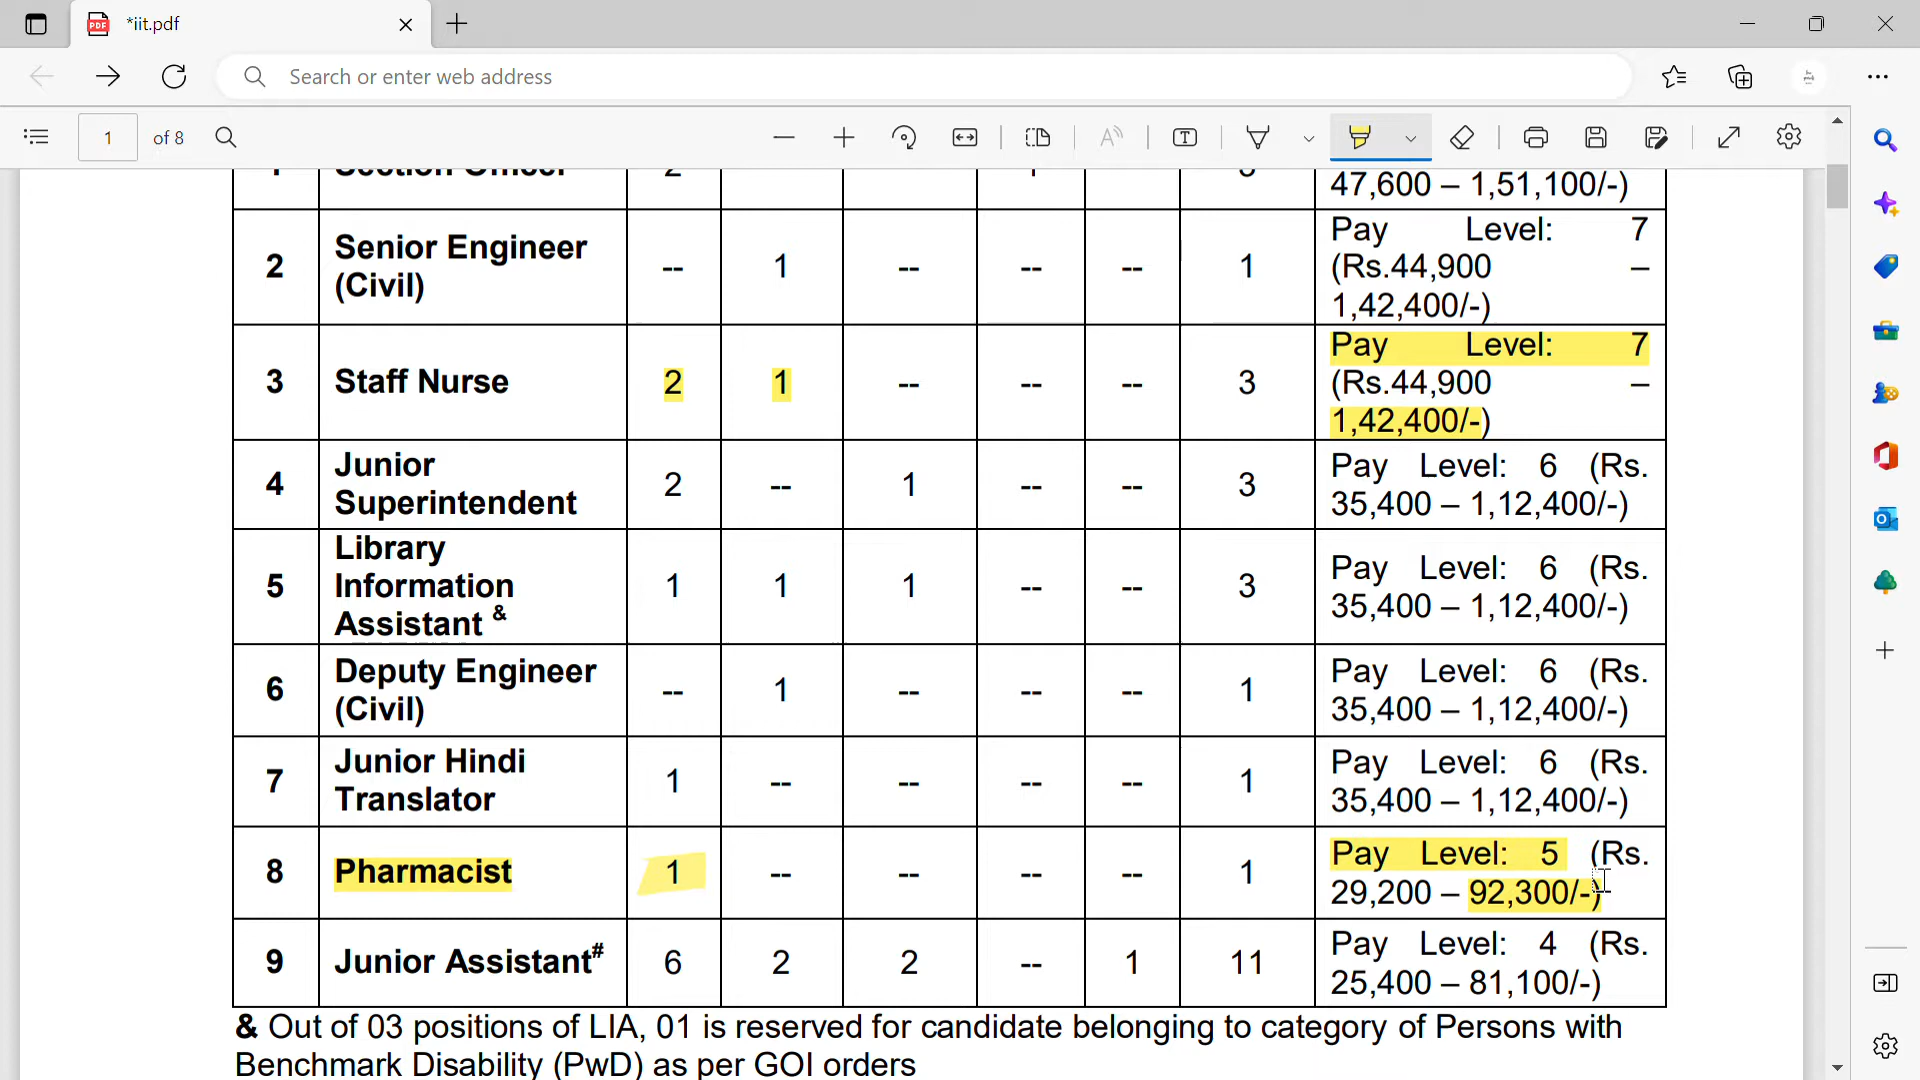 *iit.pdf
Search or enter web address
1 of 8
1 Section Officer 2 1 3 47,600 – 1,51,100/-)
2 Senior Engineer (Civil) -- 1 -- -- -- 1 Pay Level: 7 (Rs.44,900 – 1,42,400/-)
3 Staff Nurse 2 1 -- -- -- 3 Pay Level: 7 (Rs.44,900 – 1,42,400/-)
4 Junior Superintendent 2 -- 1 -- -- 3 Pay Level: 6 (Rs. 35,400 – 1,12,400/-)
5 Library Information Assistant & 1 1 1 -- -- 3 Pay Level: 6 (Rs. 35,400 – 1,12,400/-)
6 Deputy Engineer (Civil) -- 1 -- -- -- 1 Pay Level: 6 (Rs. 35,400 – 1,12,400/-)
7 Junior Hindi Translator 1 -- -- -- -- 1 Pay Level: 6 (Rs. 35,400 – 1,12,400/-)
8 Pharmacist 1 -- -- -- -- 1 Pay Level: 5 (Rs. 29,200 – 92,300/-)
9 Junior Assistant# 6 2 2 -- 1 11 Pay Level: 4 (Rs. 25,400 – 81,100/-)
& Out of 03 positions of LIA, 01 is reserved for candidate belonging to category of Persons with
Benchmark Disability (PwD) as per GOI orders